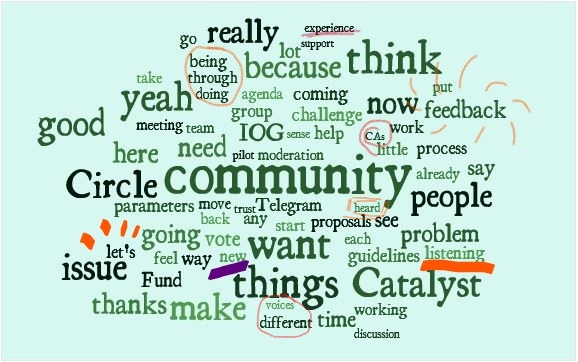 experience
go really support
being lot think
through because
take doing put
yeah agenda coming now feedback
good group challenge
meeting team IOG sense help CAs work
here need pilot moderation little process
Circle community already say
parameters move trust Telegram heard people
back any start proposals see
going vote each problem
let's feel way new want guidelines listening
issue Fund things Catalyst
thanks make voices time working
different
discussion